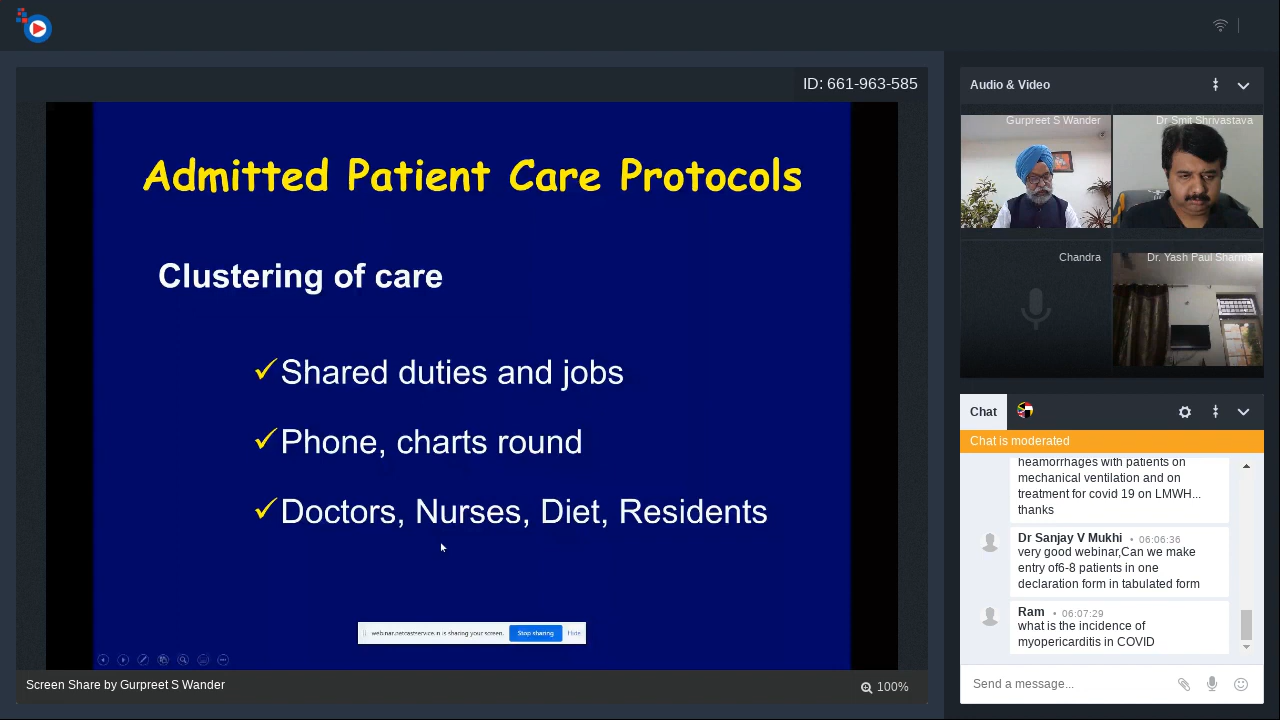 ID: 661-963-585
Admitted Patient Care Protocols
Clustering of care
Shared duties and jobs
Phone, charts round
Doctors, Nurses, Diet, Residents
Stop sharing
Hide
Screen Share by Gurpreet S Wander
100%
Audio & Video
Gurpreet S Wander
Dr Smit Shrivastava
Chandra
Dr. Yash Paul Sharma
Chat
Chat is moderated
heamorrhages with patients on
mechanical ventilation and on
treatment for covid 19 on LMWH...
thanks
Dr Sanjay V Mukhi • 06:06:36
very good webinar,Can we make
entry of6-8 patients in one
declaration form in tabulated form
Ram • 06:07:29
what is the incidence of
myopericarditis in COVID
Send a message...